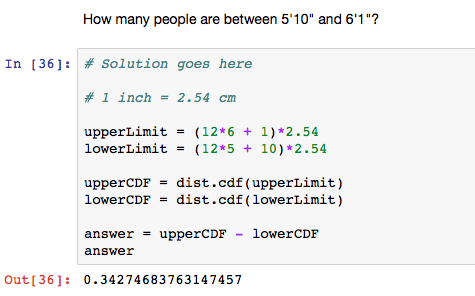 How many people are between 5'10" and 6'1"?
In [36]: # Solution goes here
# 1 inch = 2.54 cm
upperLimit = (12*6 + 1)*2.54
lowerLimit = (12*5 + 10)*2.54
upperCDF = dist.cdf(upperLimit)
lowerCDF = dist.cdf(lowerLimit)
answer = upperCDF - lowerCDF
answer
Out[36]: 0.34274683763147457